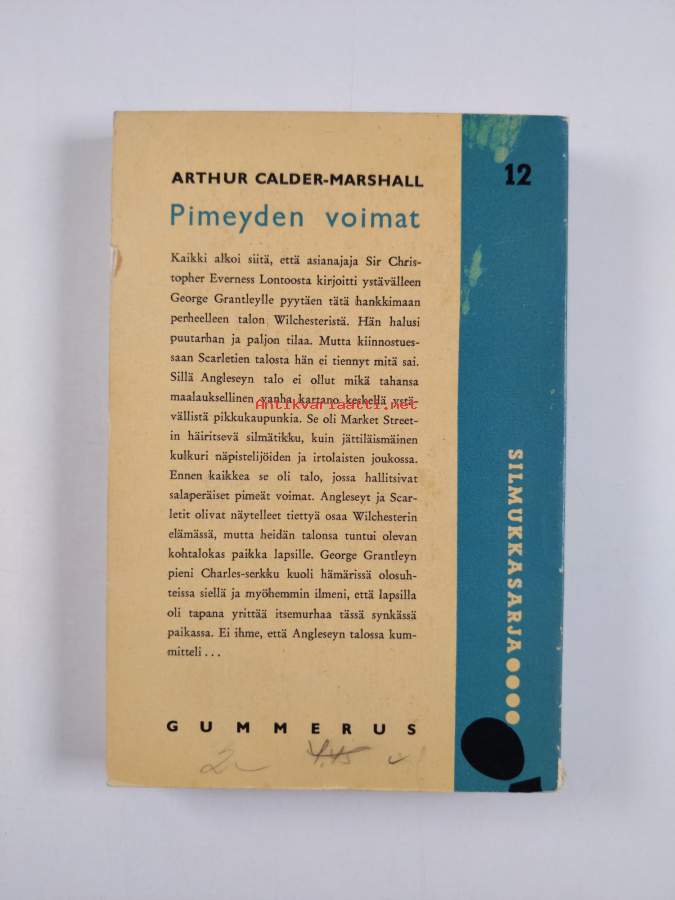 ARTHUR CALDER-MARSHALL
Pimeyden voimat
Kaikki alkoi siitä, että asianajaja Sir Chris-
topher Everness Lontoosta kirjoitti ystävälleen
George Grantleylle pyytäen tätä hankkimaan
perheelleen talon Wilchesteristä. Hän halusi
puutarhan ja paljon tilaa. Mutta kiinnostues-
saan Scarletien talosta hän ei tiennyt mitä sai.
Sillä Angleseyn talo ei ollut mikä tahansa
maalauksellinen vanha kartano keskellä ystä-
vällistä pikkukaupunkia. Se oli Market Street-
in häiritsevä silmätikku, kuin jättiläismäinen
kulkuri näpistelijöiden ja irtolaisten joukossa.
Ennen kaikkea se oli talo, jossa hallitsivat
salaperäiset pimeät voimat. Angleseyt ja Scar-
letit olivat näytelleet tiettyä osaa Wilchesterin
elämässä, mutta heidän talonsa tuntui olevan
kohtalokas paikka lapsille. George Grantleyn
pieni Charles-serkku kuoli hämärissä olosuh-
teissa siellä ja myöhemmin ilmeni, että lapsilla
oli tapana yrittää itsemurhaa tässä synkässä
paikassa. Ei ihme, että Angleseyn talossa kum-
mitteli . . .
GUMMERUS
4.45
12
SILMUKKASARJA
Antikvariaatti.net